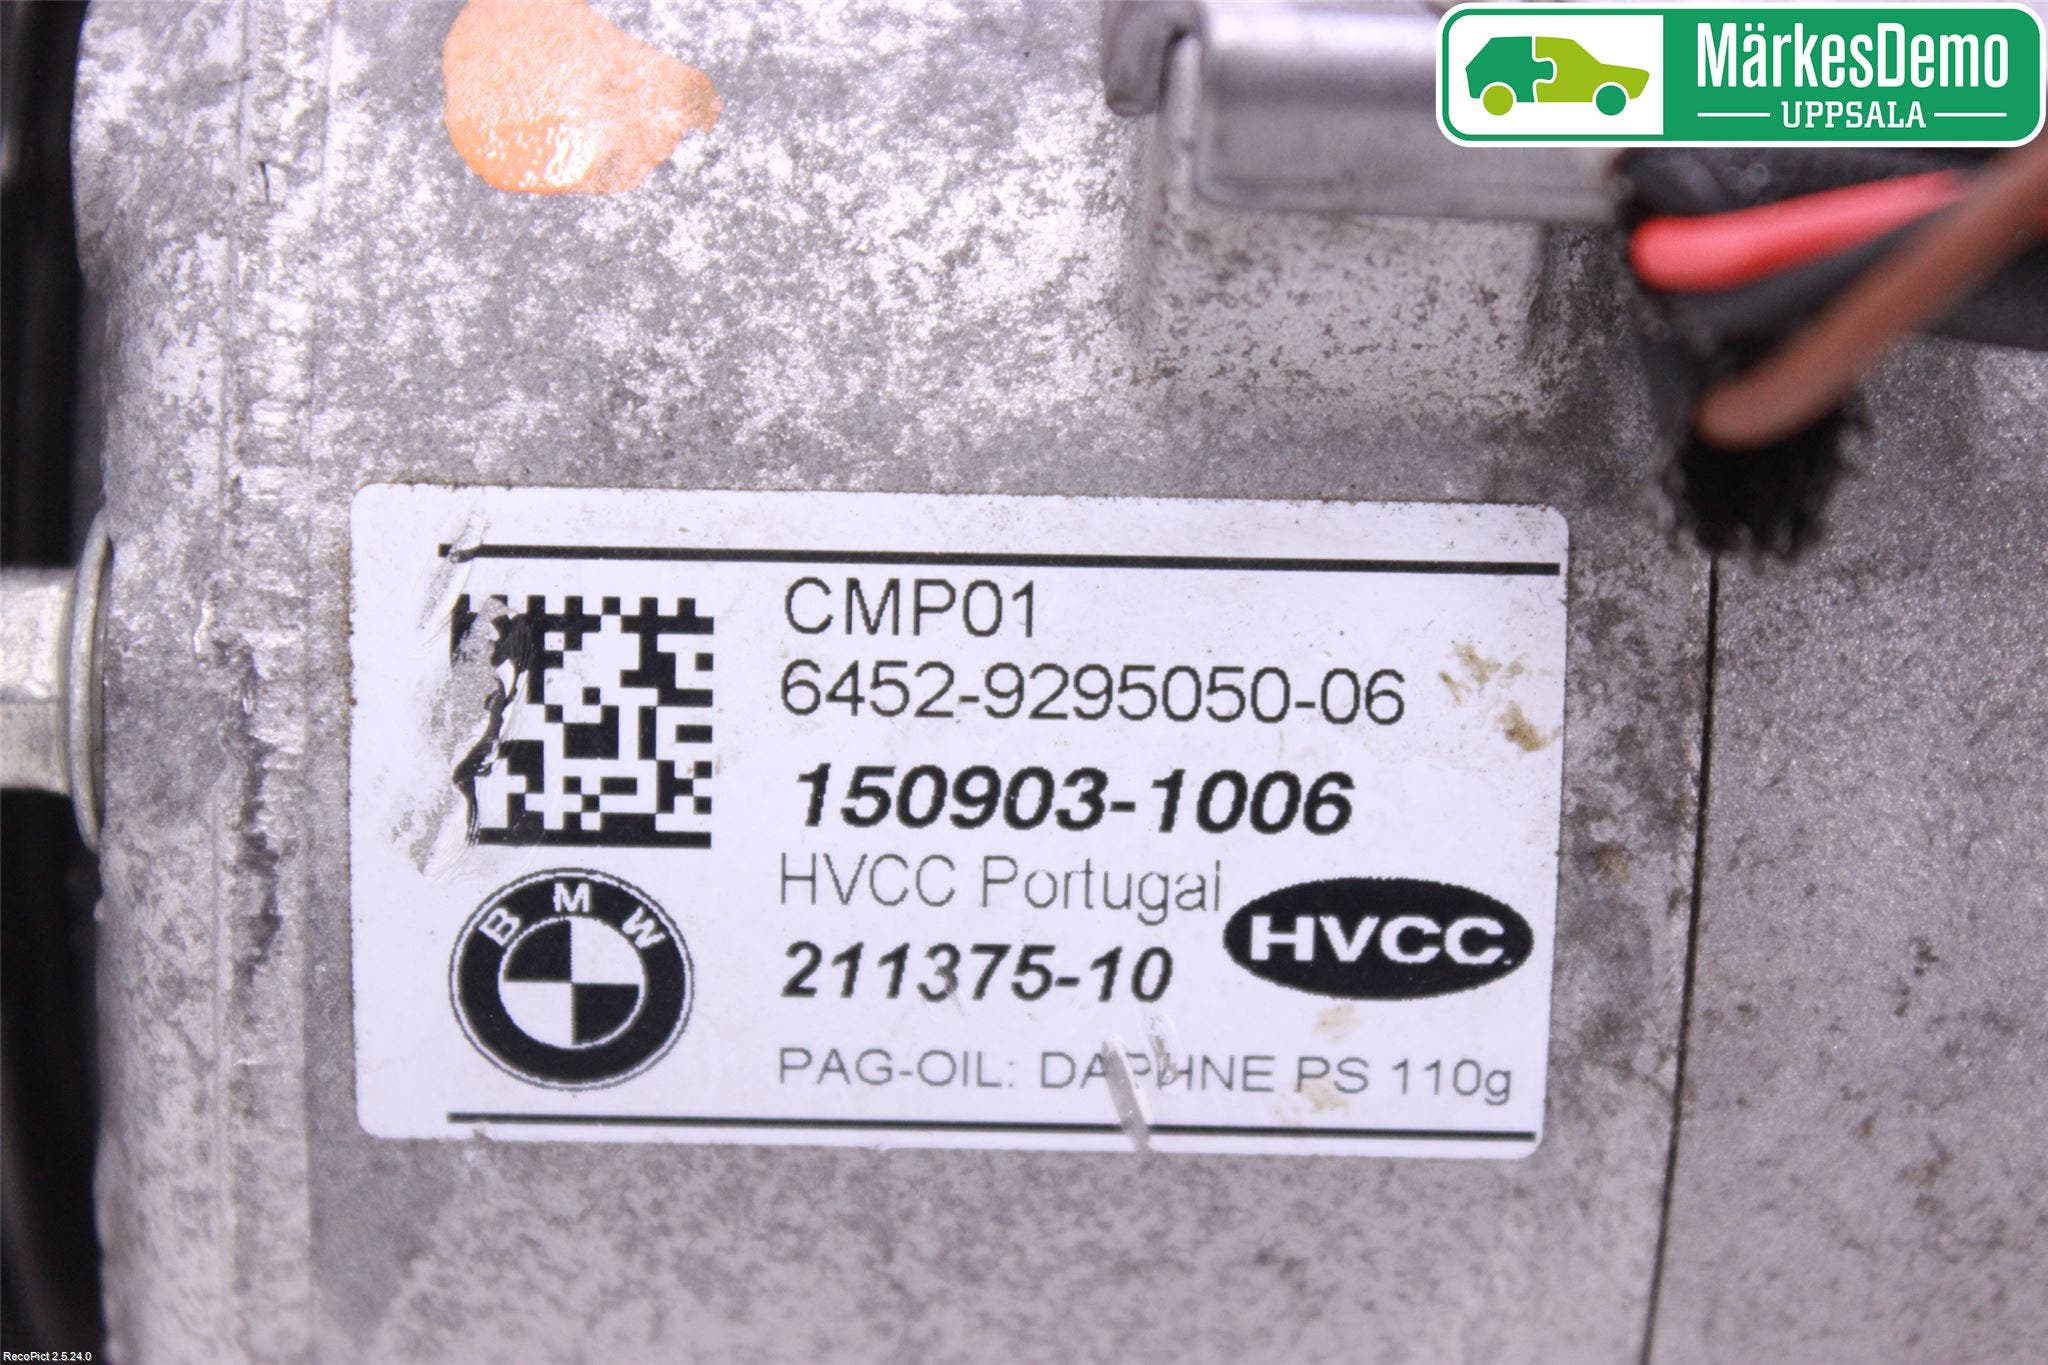 MärkesDemo
UPPSALA
CMP01
6452-9295050-06
150903-1006
HVCC Portugal
211375-10
HVCC
BMW
PAG-OIL: DAPHNE PS 110g
RecoPict 2.5.24.0